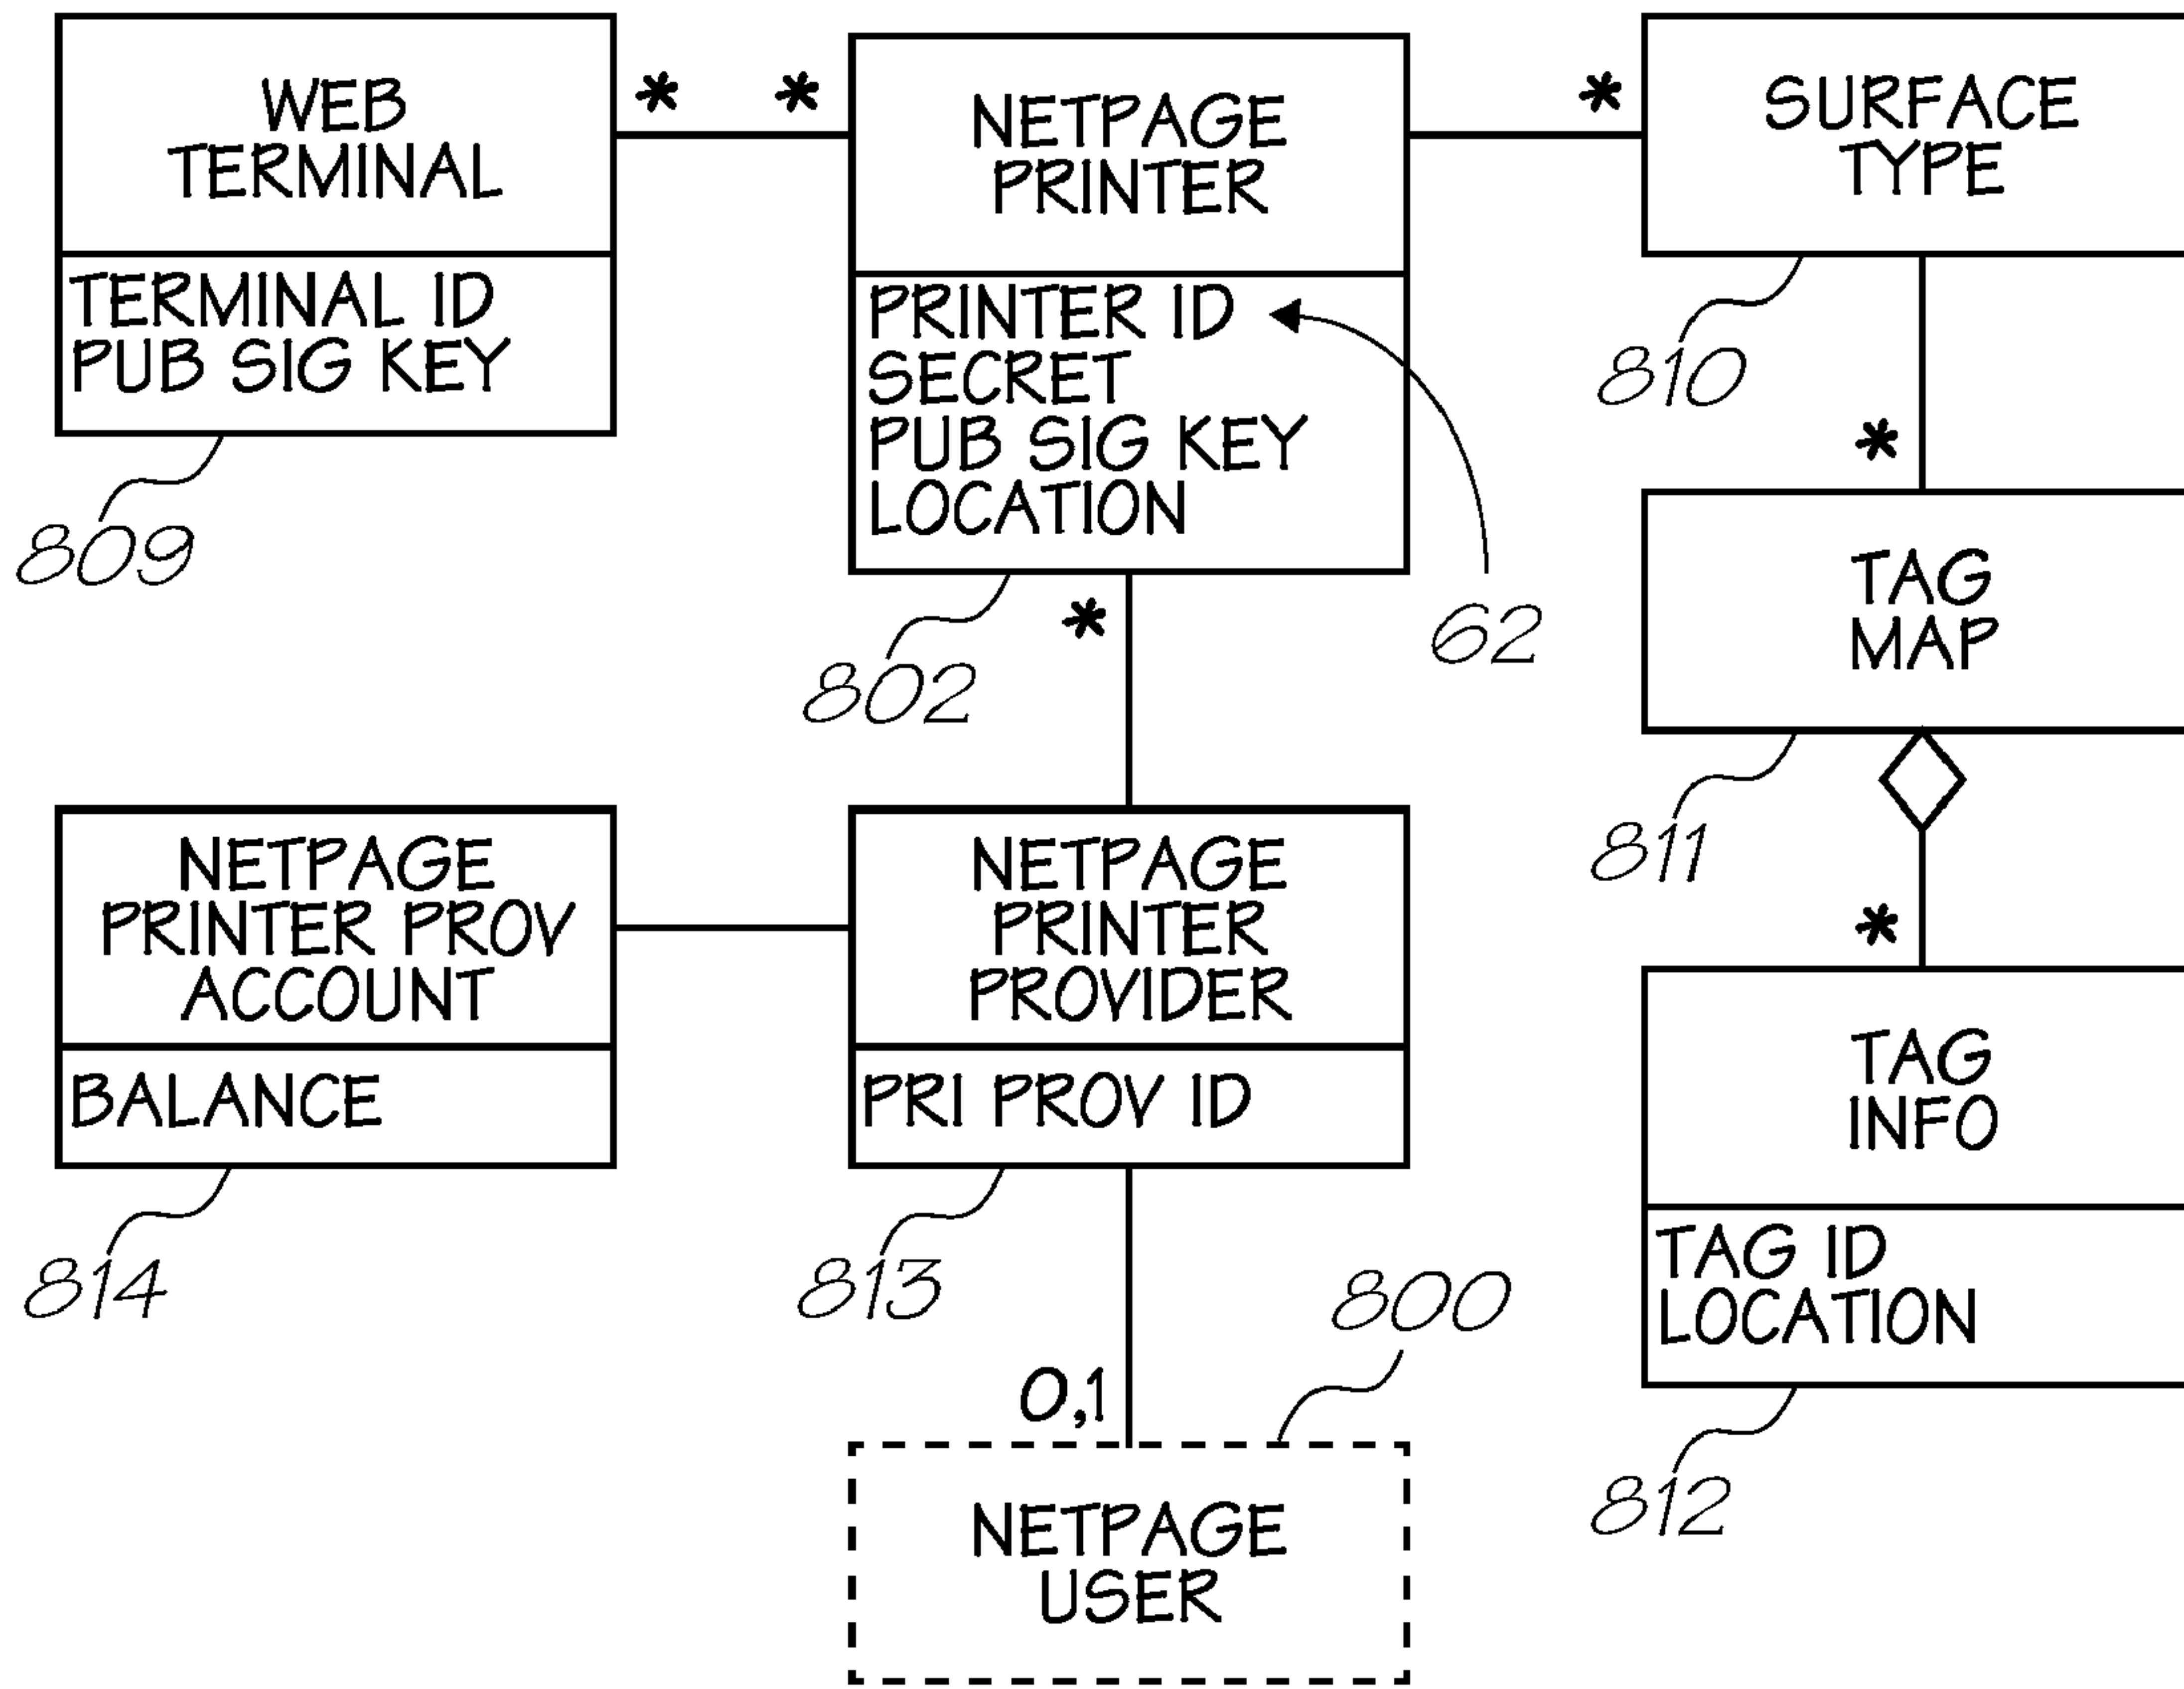 WEB
TERMINAL
TERMINAL ID
PUB SIG KEY
809
*
*
NETPAGE
PRINTER
PRINTER ID
SECRET
PUB SIG KEY
LOCATION
62
802
*
*
SURFACE
TYPE
810
*
TAG
MAP
811
*
NETPAGE
PRINTER PROV
ACCOUNT
BALANCE
814
NETPAGE
PRINTER
PROVIDER
PRI PROV ID
813
TAG
INFO
TAG ID
LOCATION
812
0,1
800
NETPAGE
USER